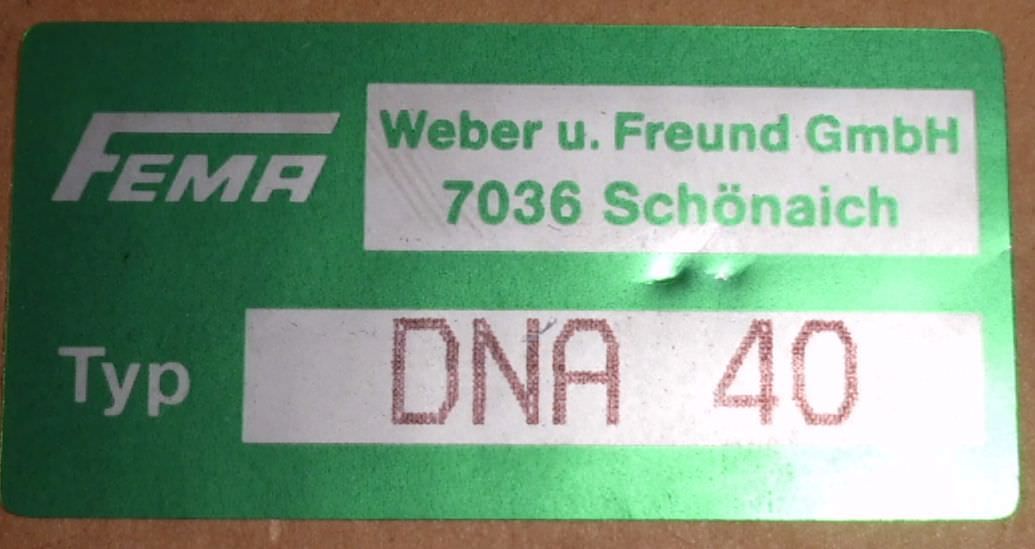 FEMA
Weber u. Freund GmbH
7036 Schönaich
Typ DNA 40